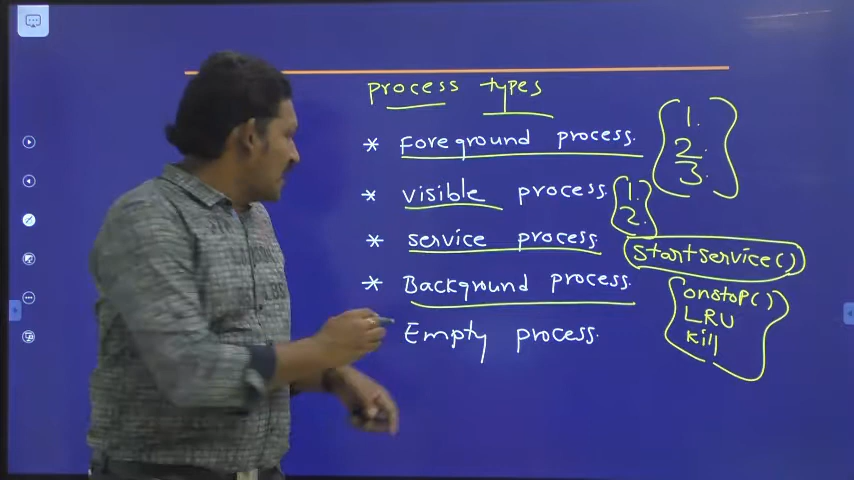 process types
* Foreground process.
1.
2.
3.
* visible process.
1.
2.
* service process.
startservice()
* Background process.
onstop()
LRU
kill
Empty process.